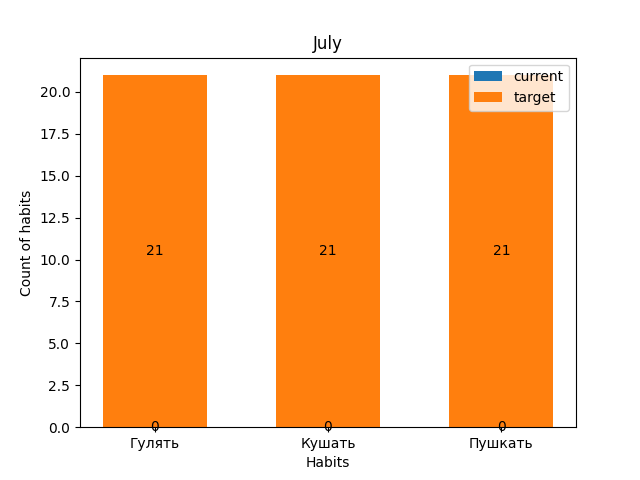 July
current
target
Count of habits
20.0
17.5
15.0
12.5
10.0
7.5
5.0
2.5
0.0
21 21 21
0 0 0
Гулять Кушать Пушкать
Habits